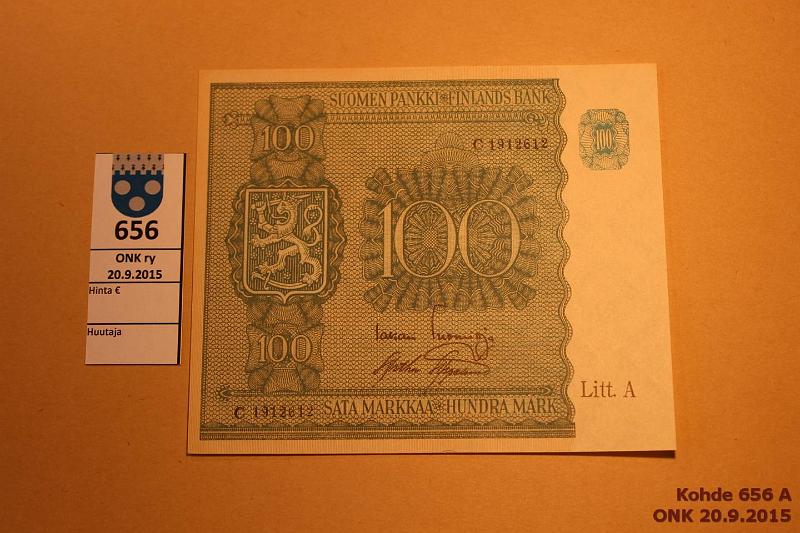 SUOMEN PANKKI FINLANDS BANK
100
C 1912612
100
100
100
C 1912612
SATA MARKKAA HUNDRA MARK
Litt. A
656
ONK ry
20.9.2015
Hinta €
Huutaja
Kohde 656 A
ONK 20.9.2015